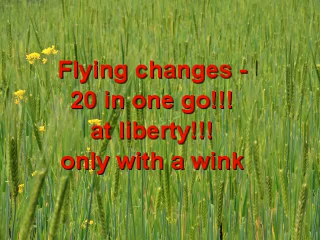 Flying changes -
20 in one go!!!
at liberty!!!
only with a wink